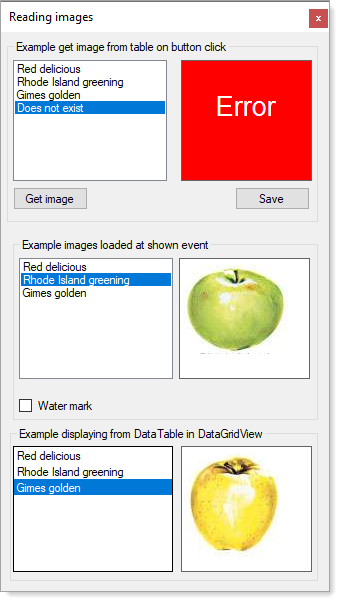 Reading images
x
Example get image from table on button click
Red delicious
Rhode Island greening
Gimes golden
Does not exist
Error
Get image
Save
Example images loaded at shown event
Red delicious
Rhode Island greening
Gimes golden
Water mark
Example displaying from DataTable in DataGridView
Red delicious
Rhode Island greening
Gimes golden